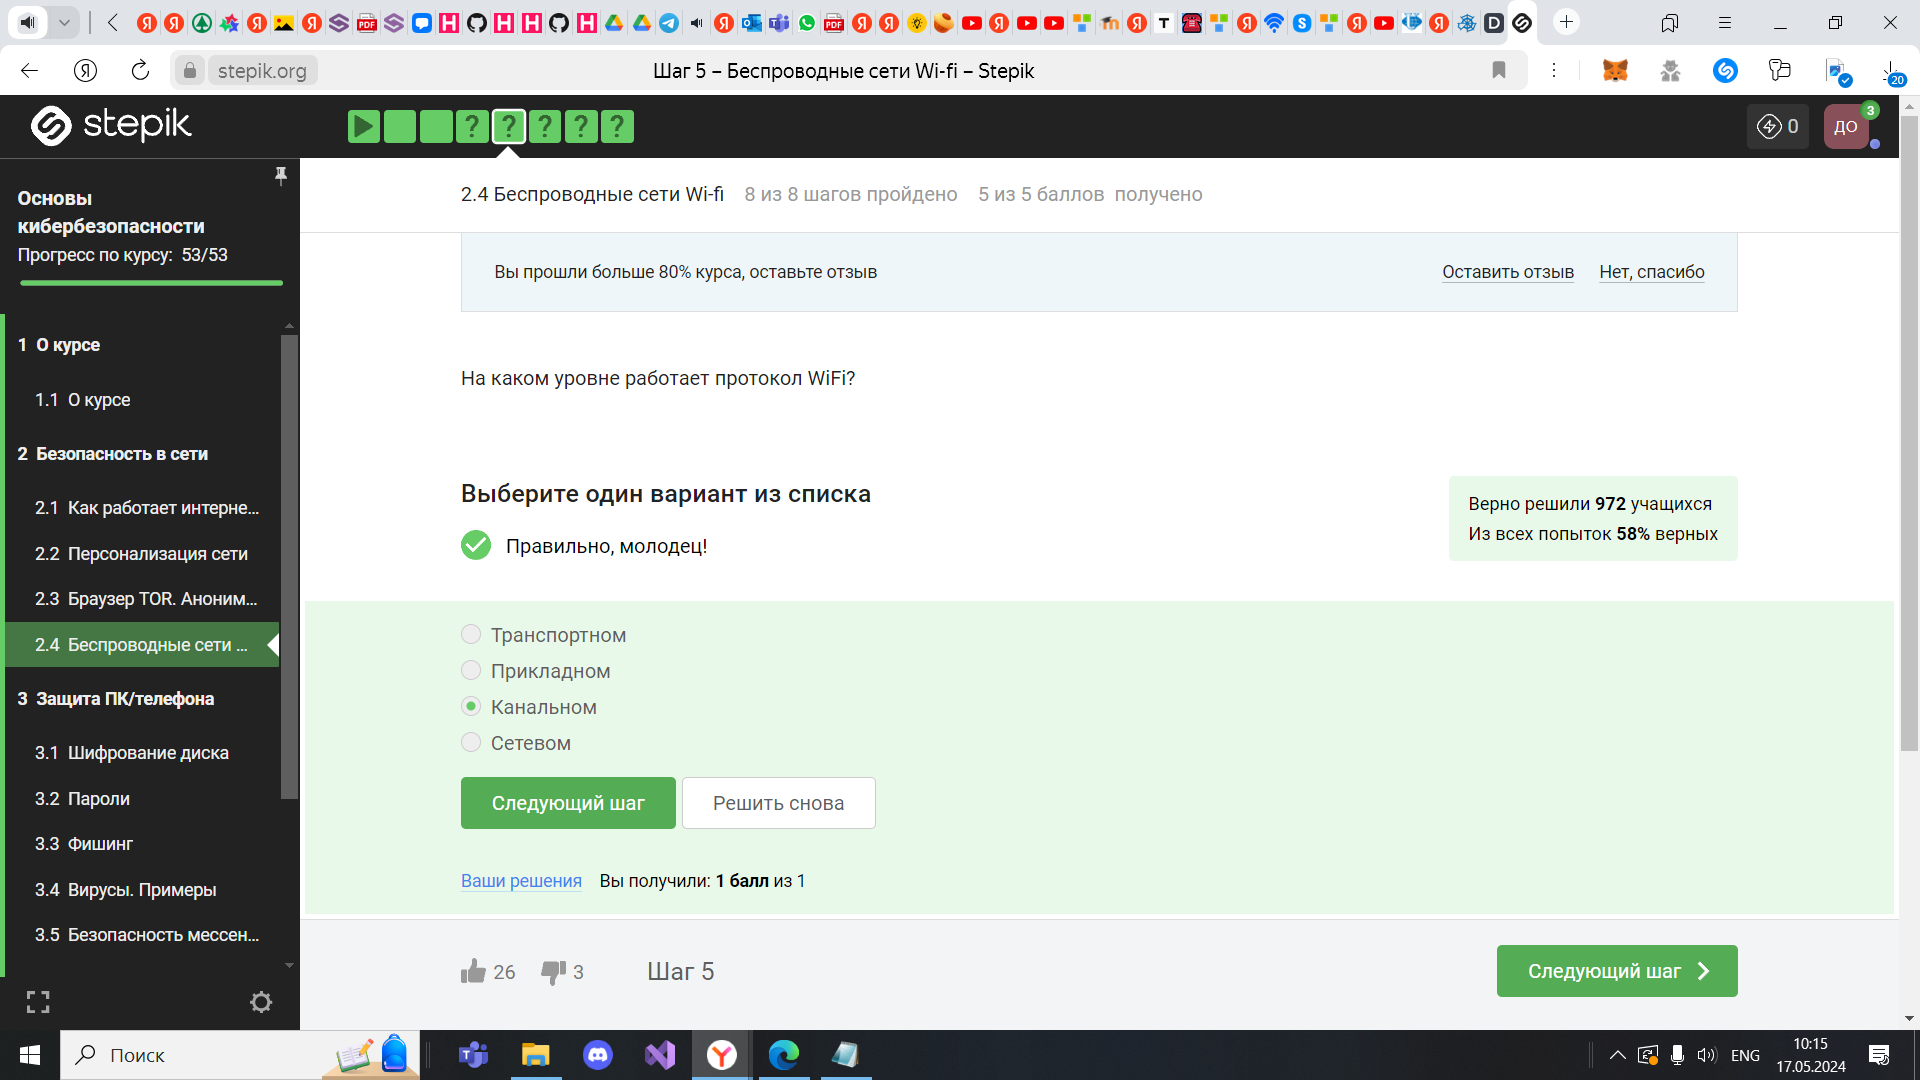 stepik.org
Шаг 5 – Беспроводные сети Wi-fi – Stepik
20
stepik
0
ДО
3
Основы
кибербезопасности
Прогресс по курсу: 53/53
1 О курсе
1.1 О курсе
2 Безопасность в сети
2.1 Как работает интерне...
2.2 Персонализация сети
2.3 Браузер TOR. Аноним...
2.4 Беспроводные сети ...
3 Защита ПК/телефона
3.1 Шифрование диска
3.2 Пароли
3.3 Фишинг
3.4 Вирусы. Примеры
3.5 Безопасность мессен...
2.4 Беспроводные сети Wi-fi 8 из 8 шагов пройдено 5 из 5 баллов получено
Вы прошли больше 80% курса, оставьте отзыв
Оставить отзыв
Нет, спасибо
На каком уровне работает протокол WiFi?
Выберите один вариант из списка
Правильно, молодец!
Верно решили 972 учащихся
Из всех попыток 58% верных
Транспортном
Прикладном
Канальном
Сетевом
Следующий шаг
Решить снова
Ваши решения Вы получили: 1 балл из 1
26
3
Шаг 5
Следующий шаг
Поиск
ENG
10:15
17.05.2024